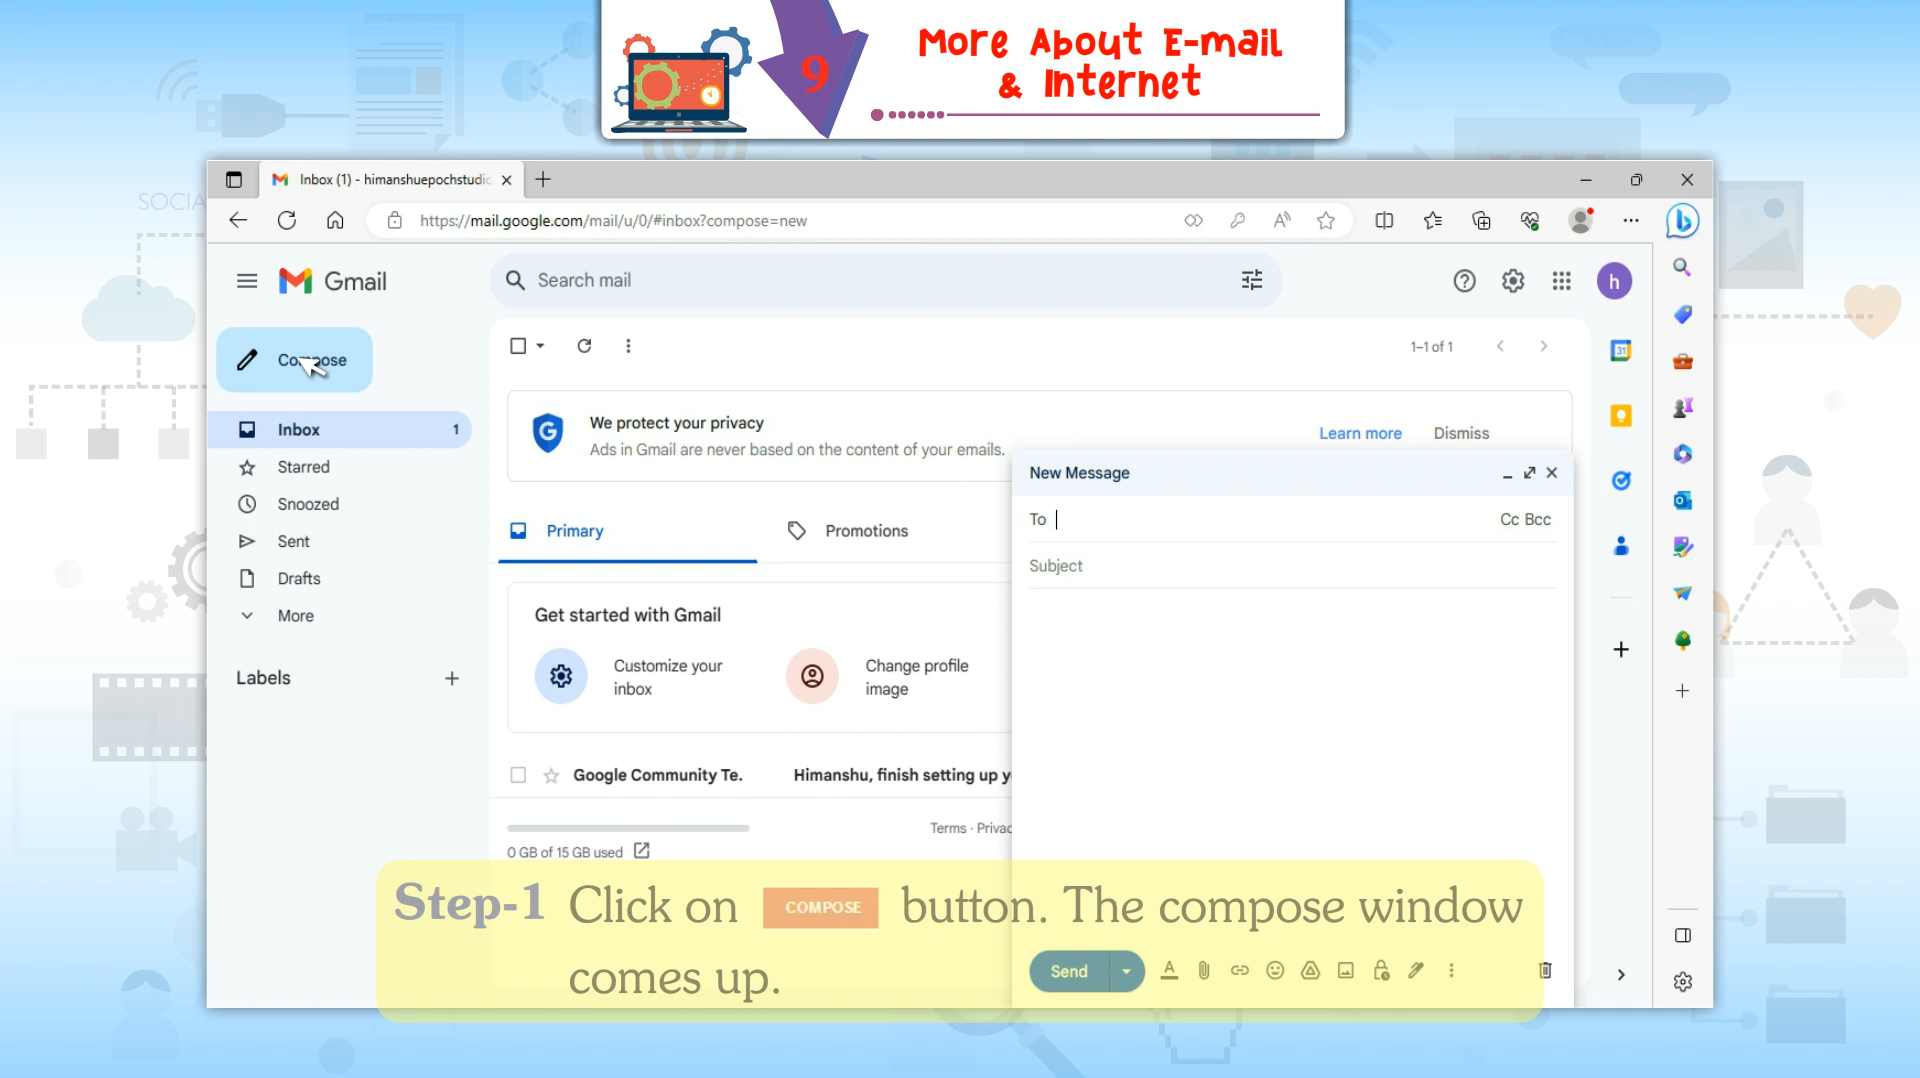 9
More About E-mail
& Internet
Inbox (1) - himanshuepochstudio
https://mail.google.com/mail/u/0/#inbox?compose=new
SOCIA
Gmail
Search mail
h
Compose
1–1 of 1
31
We protect your privacy
Ads in Gmail are never based on the content of your emails.
Learn more
Dismiss
Inbox
1
Starred
Snoozed
Sent
Drafts
More
Labels
New Message
To
Cc Bcc
Subject
Primary
Promotions
Get started with Gmail
Customize your
inbox
Change profile
image
Google Community Te.
Himanshu, finish setting up y
Terms · Privac
0 GB of 15 GB used
Step-1 Click on COMPOSE button. The compose window
comes up.
Send